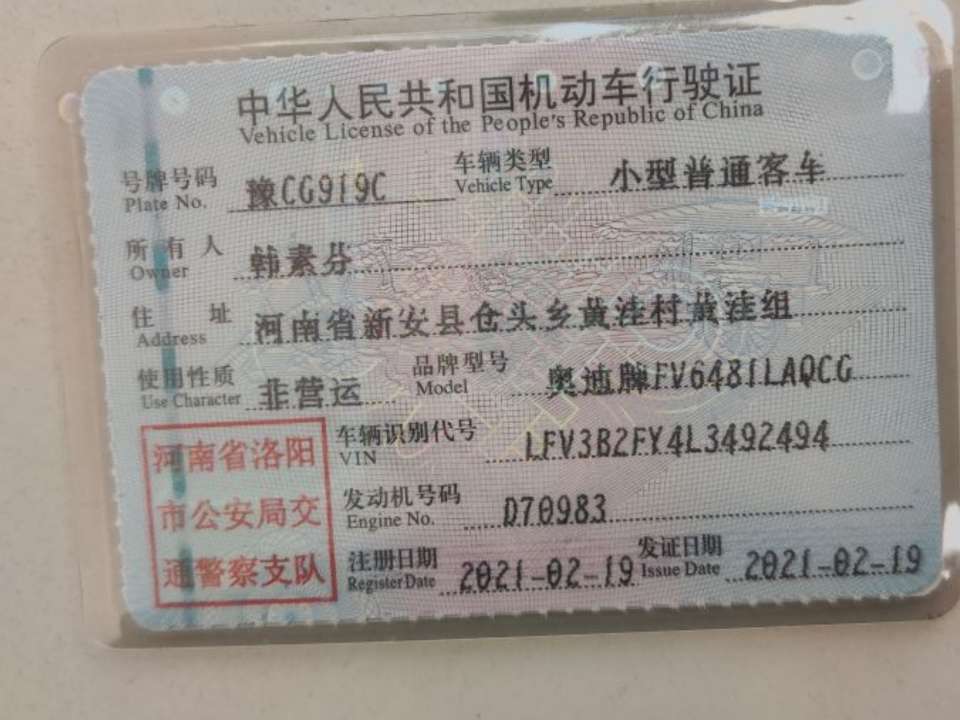 中华人民共和国机动车行驶证
Vehicle License of the People's Republic of China
号牌号码 豫CG919C 车辆类型 小型普通客车
Plate No. Vehicle Type
所有人 韩素芬
Owner
住址 河南省新安县仓头乡黄洼村黄洼组
Address
使用性质 非营运 品牌型号 奥迪牌FV6481LAQCG
Use Character Model
河南省洛阳
市公安局交
通警察支队
车辆识别代号 LFV3B2FY4L3492494
VIN
发动机号码 D70983
Engine No.
注册日期 2021-02-19 发证日期 2021-02-19
Register Date Issue Date